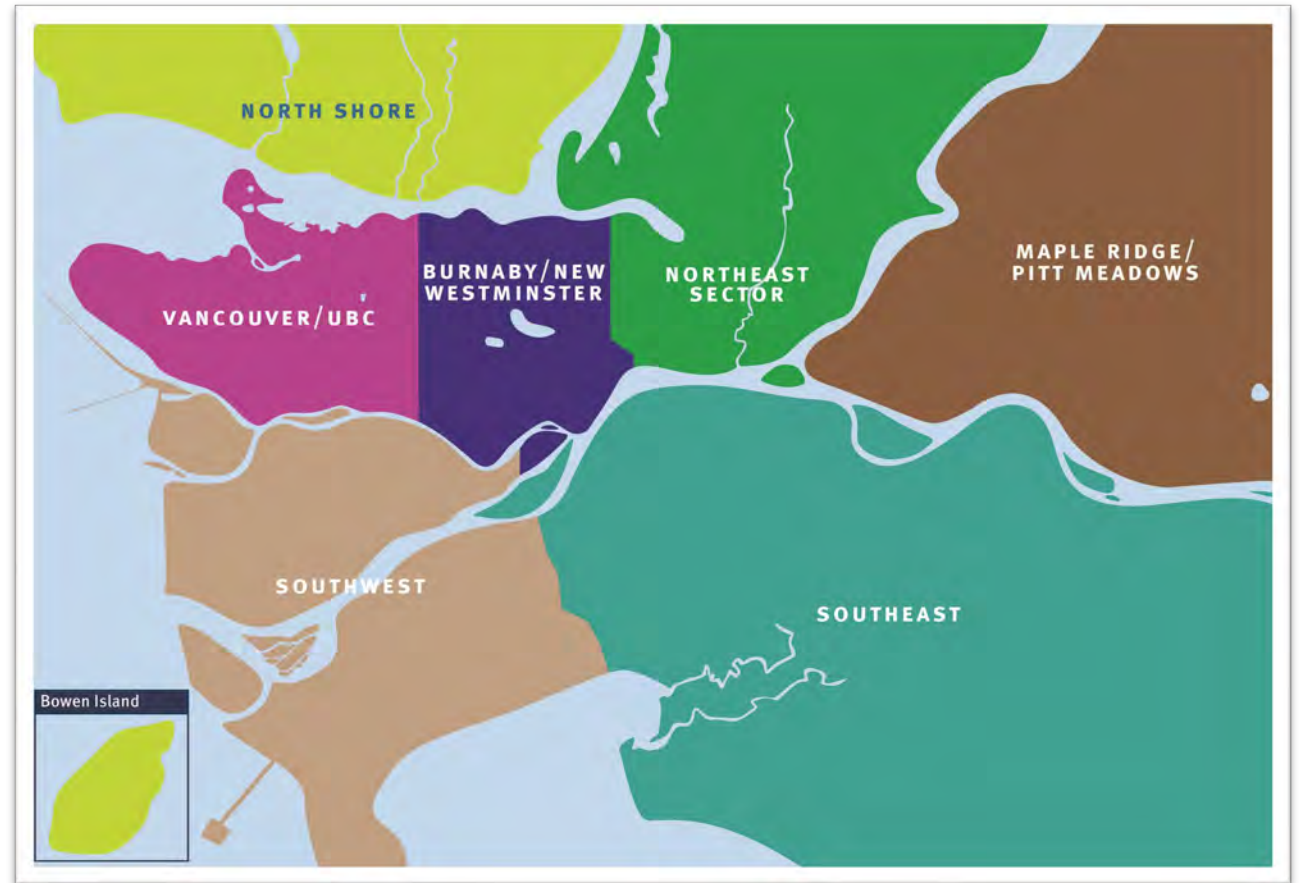 NORTH SHORE
BURNABY/NEW
WESTMINSTER
NORTHEAST
SECTOR
MAPLE RIDGE/
PITT MEADOWS
VANCOUVER/UBC
SOUTHWEST
SOUTHEAST
Bowen Island